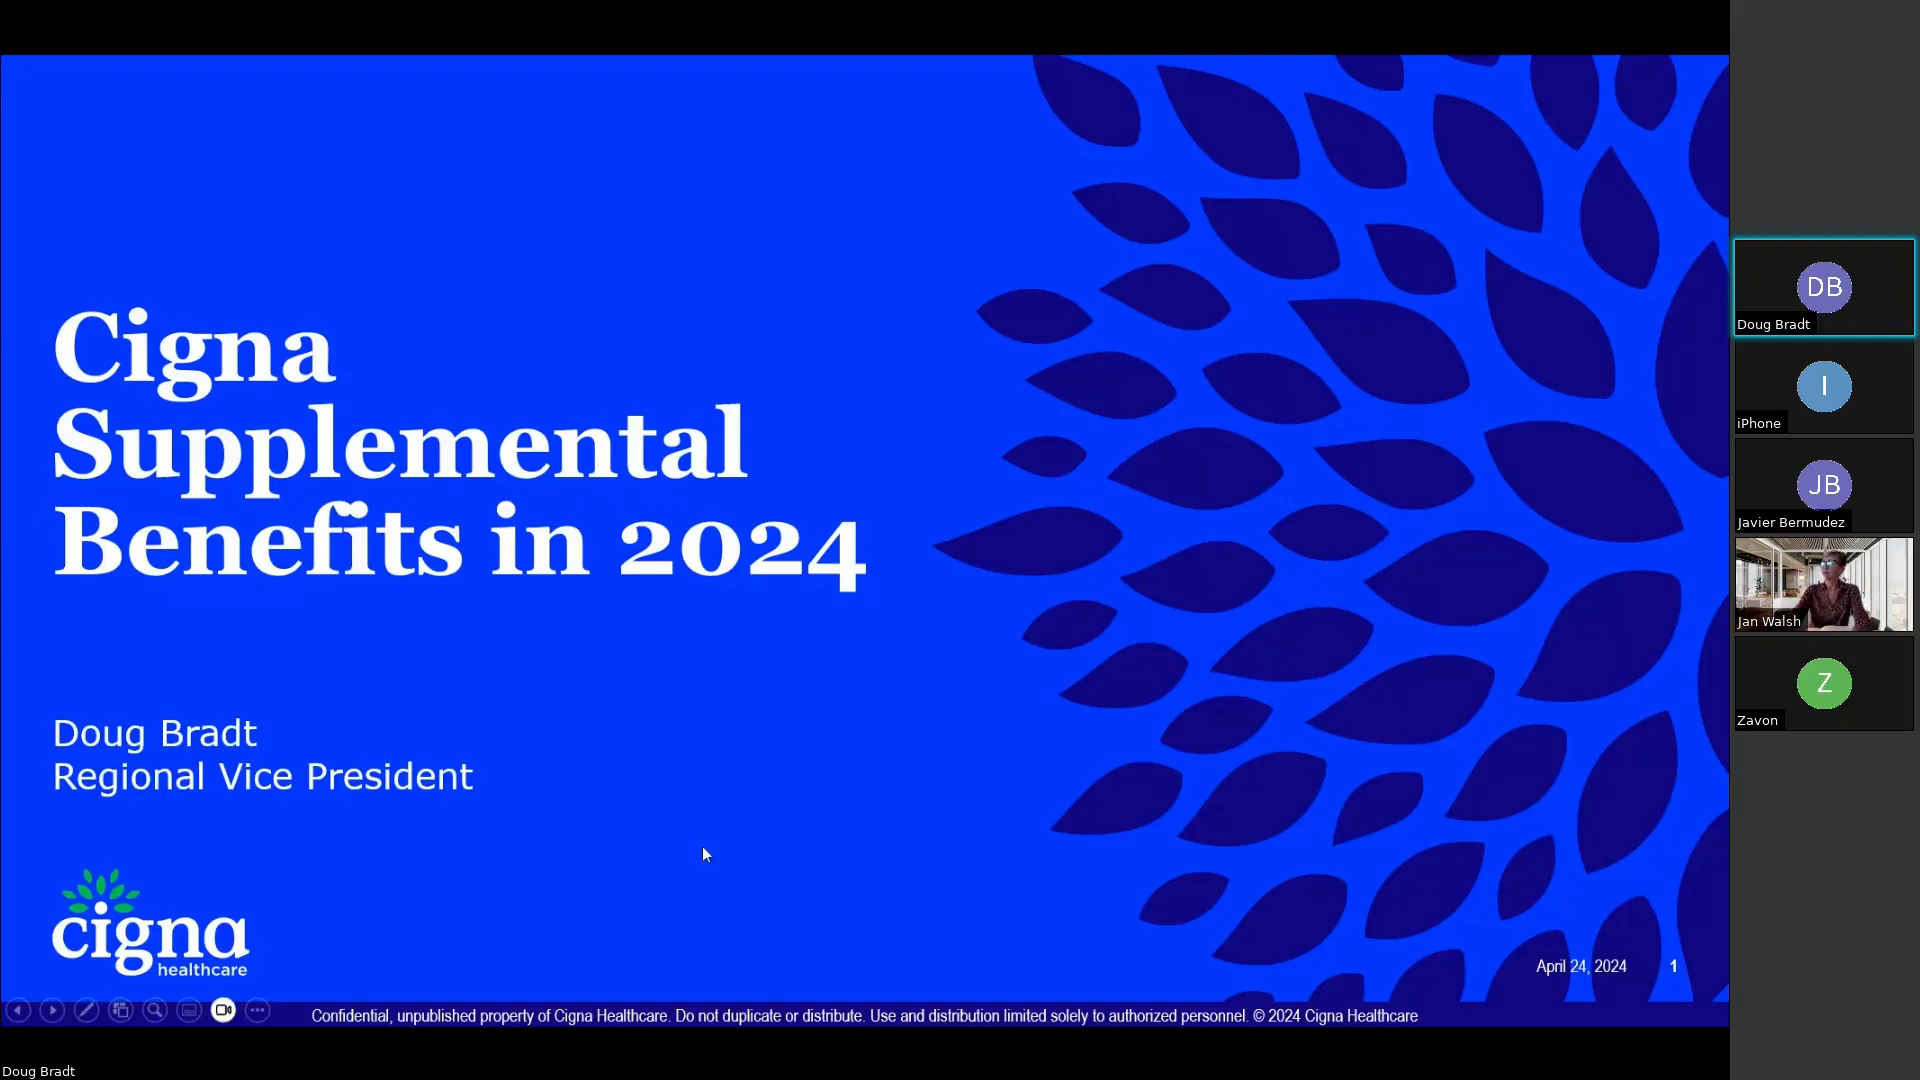 Cigna
Supplemental
Benefits in 2024
Doug Bradt
Regional Vice President
cigna
healthcare
April 24, 2024
1
Confidential, unpublished property of Cigna Healthcare. Do not duplicate or distribute. Use and distribution limited solely to authorized personnel. © 2024 Cigna Healthcare
Doug Bradt
DB
Doug Bradt
I
iPhone
JB
Javier Bermudez
Jan Walsh
Z
Zavon